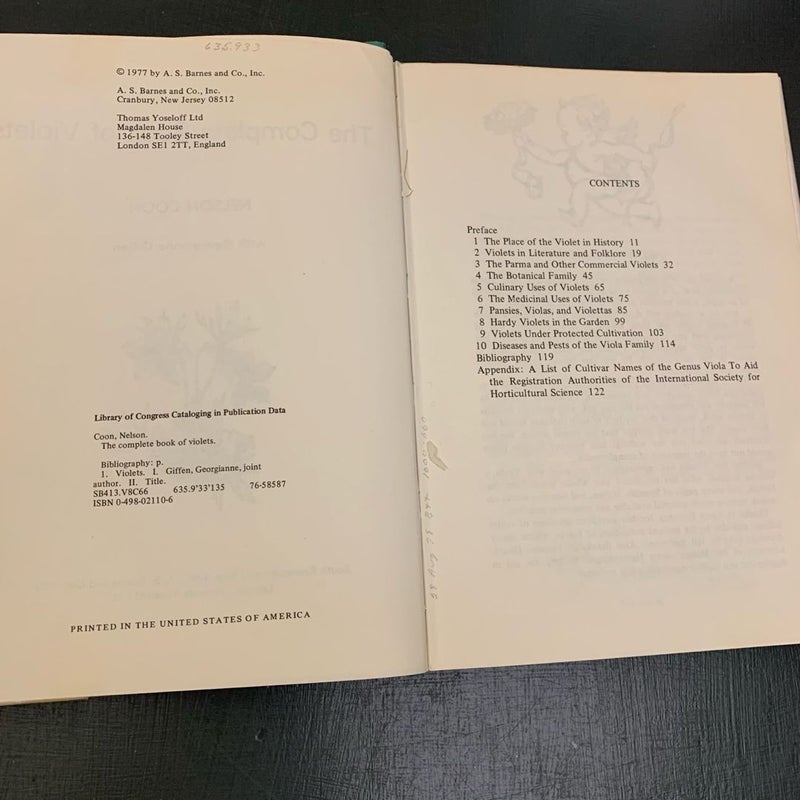 635.933
© 1977 by A. S. Barnes and Co., Inc.
A. S. Barnes and Co., Inc.
Cranbury, New Jersey 08512
Thomas Yoseloff Ltd
Magdalen House
136-148 Tooley Street
London SE1 2TT, England
Library of Congress Cataloging in Publication Data
Coon, Nelson.
The complete book of violets.
Bibliography: p.
1. Violets. I. Giffen, Georgianne, joint
author. II. Title.
SB413.V8C66 635.9'33'135 76-58587
ISBN 0-498-02110-6
PRINTED IN THE UNITED STATES OF AMERICA
CONTENTS
Preface
1 The Place of the Violet in History 11
2 Violets in Literature and Folklore 19
3 The Parma and Other Commercial Violets 32
4 The Botanical Family 45
5 Culinary Uses of Violets 65
6 The Medicinal Uses of Violets 75
7 Pansies, Violas, and Violettas 85
8 Hardy Violets in the Garden 99
9 Violets Under Protected Cultivation 103
10 Diseases and Pests of the Viola Family 114
Bibliography 119
Appendix: A List of Cultivar Names of the Genus Viola To Aid
the Registration Authorities of the International Society for
Horticultural Science 122